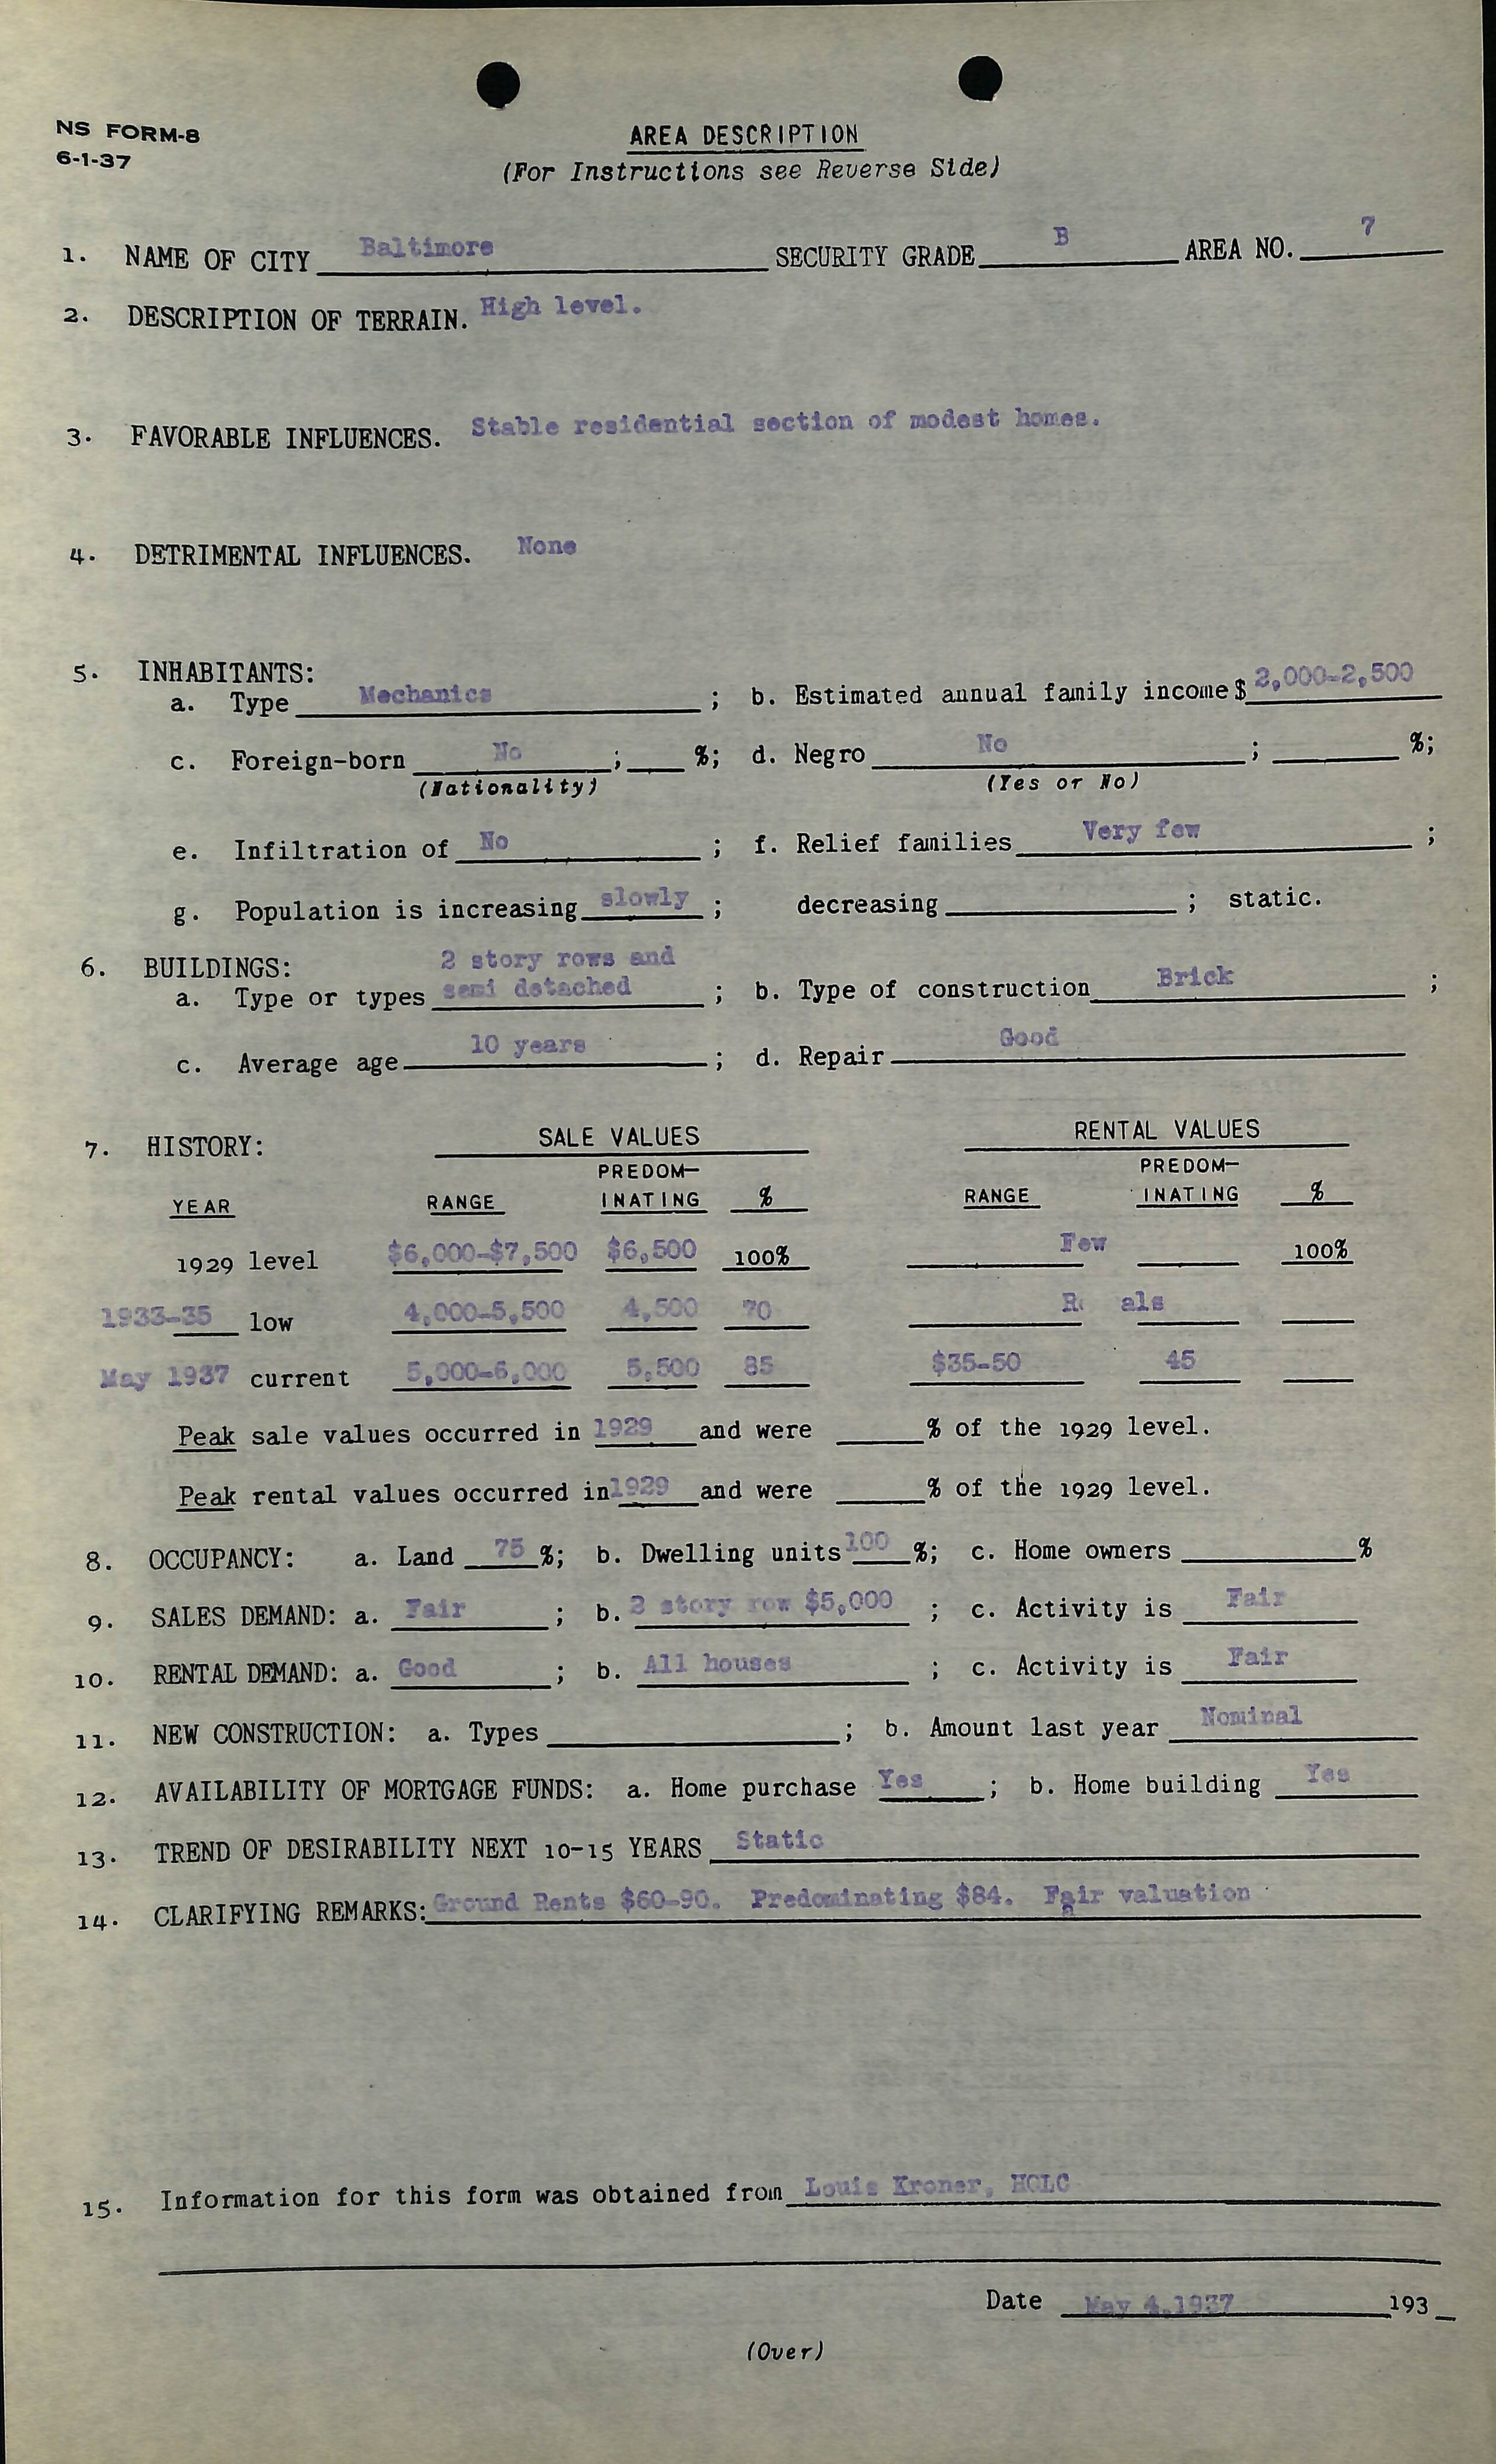 NS FORM-8
6-1-37
AREA DESCRIPTION
(For Instructions see Reverse Side)
1. NAME OF CITY Baltimore SECURITY GRADE B AREA NO. 7
2. DESCRIPTION OF TERRAIN. High level.
3. FAVORABLE INFLUENCES. Stable residential section of modest homes.
4. DETRIMENTAL INFLUENCES. None
5. INHABITANTS:
a. Type Mechanics ; b. Estimated annual family income $ 2,000-2,500
c. Foreign-born No ; %; d. Negro No ; %;
(Nationality) (Yes or No)
e. Infiltration of No ; f. Relief families Very few ;
g. Population is increasing slowly ; decreasing ; static.
6. BUILDINGS: 2 story rows and
a. Type or types semi detached ; b. Type of construction Brick ;
c. Average age 10 years ; d. Repair Good
7. HISTORY: SALE VALUES RENTAL VALUES
PREDOM- PREDOM-
YEAR RANGE INATING % RANGE INATING %
1929 level $6,000-$7,500 $6,500 100% Few 100%
1933-35 low 4,000-5,500 4,500 70 R als
May 1937 current 5,000-6,000 5,500 85 $35-50 45
Peak sale values occurred in 1929 and were % of the 1929 level.
Peak rental values occurred in 1929 and were % of the 1929 level.
8. OCCUPANCY: a. Land 75 %; b. Dwelling units 100 %; c. Home owners %
9. SALES DEMAND: a. Fair ; b. 2 story row $5,000 ; c. Activity is Fair
10. RENTAL DEMAND: a. Good ; b. All houses ; c. Activity is Fair
11. NEW CONSTRUCTION: a. Types ; b. Amount last year Nominal
12. AVAILABILITY OF MORTGAGE FUNDS: a. Home purchase Yes ; b. Home building Yes
13. TREND OF DESIRABILITY NEXT 10-15 YEARS Static
14. CLARIFYING REMARKS: Ground Rents $60-90. Predominating $84. Fair valuation
15. Information for this form was obtained from Louis Kroner, HOLC
Date May 4,1937 193
(Over)